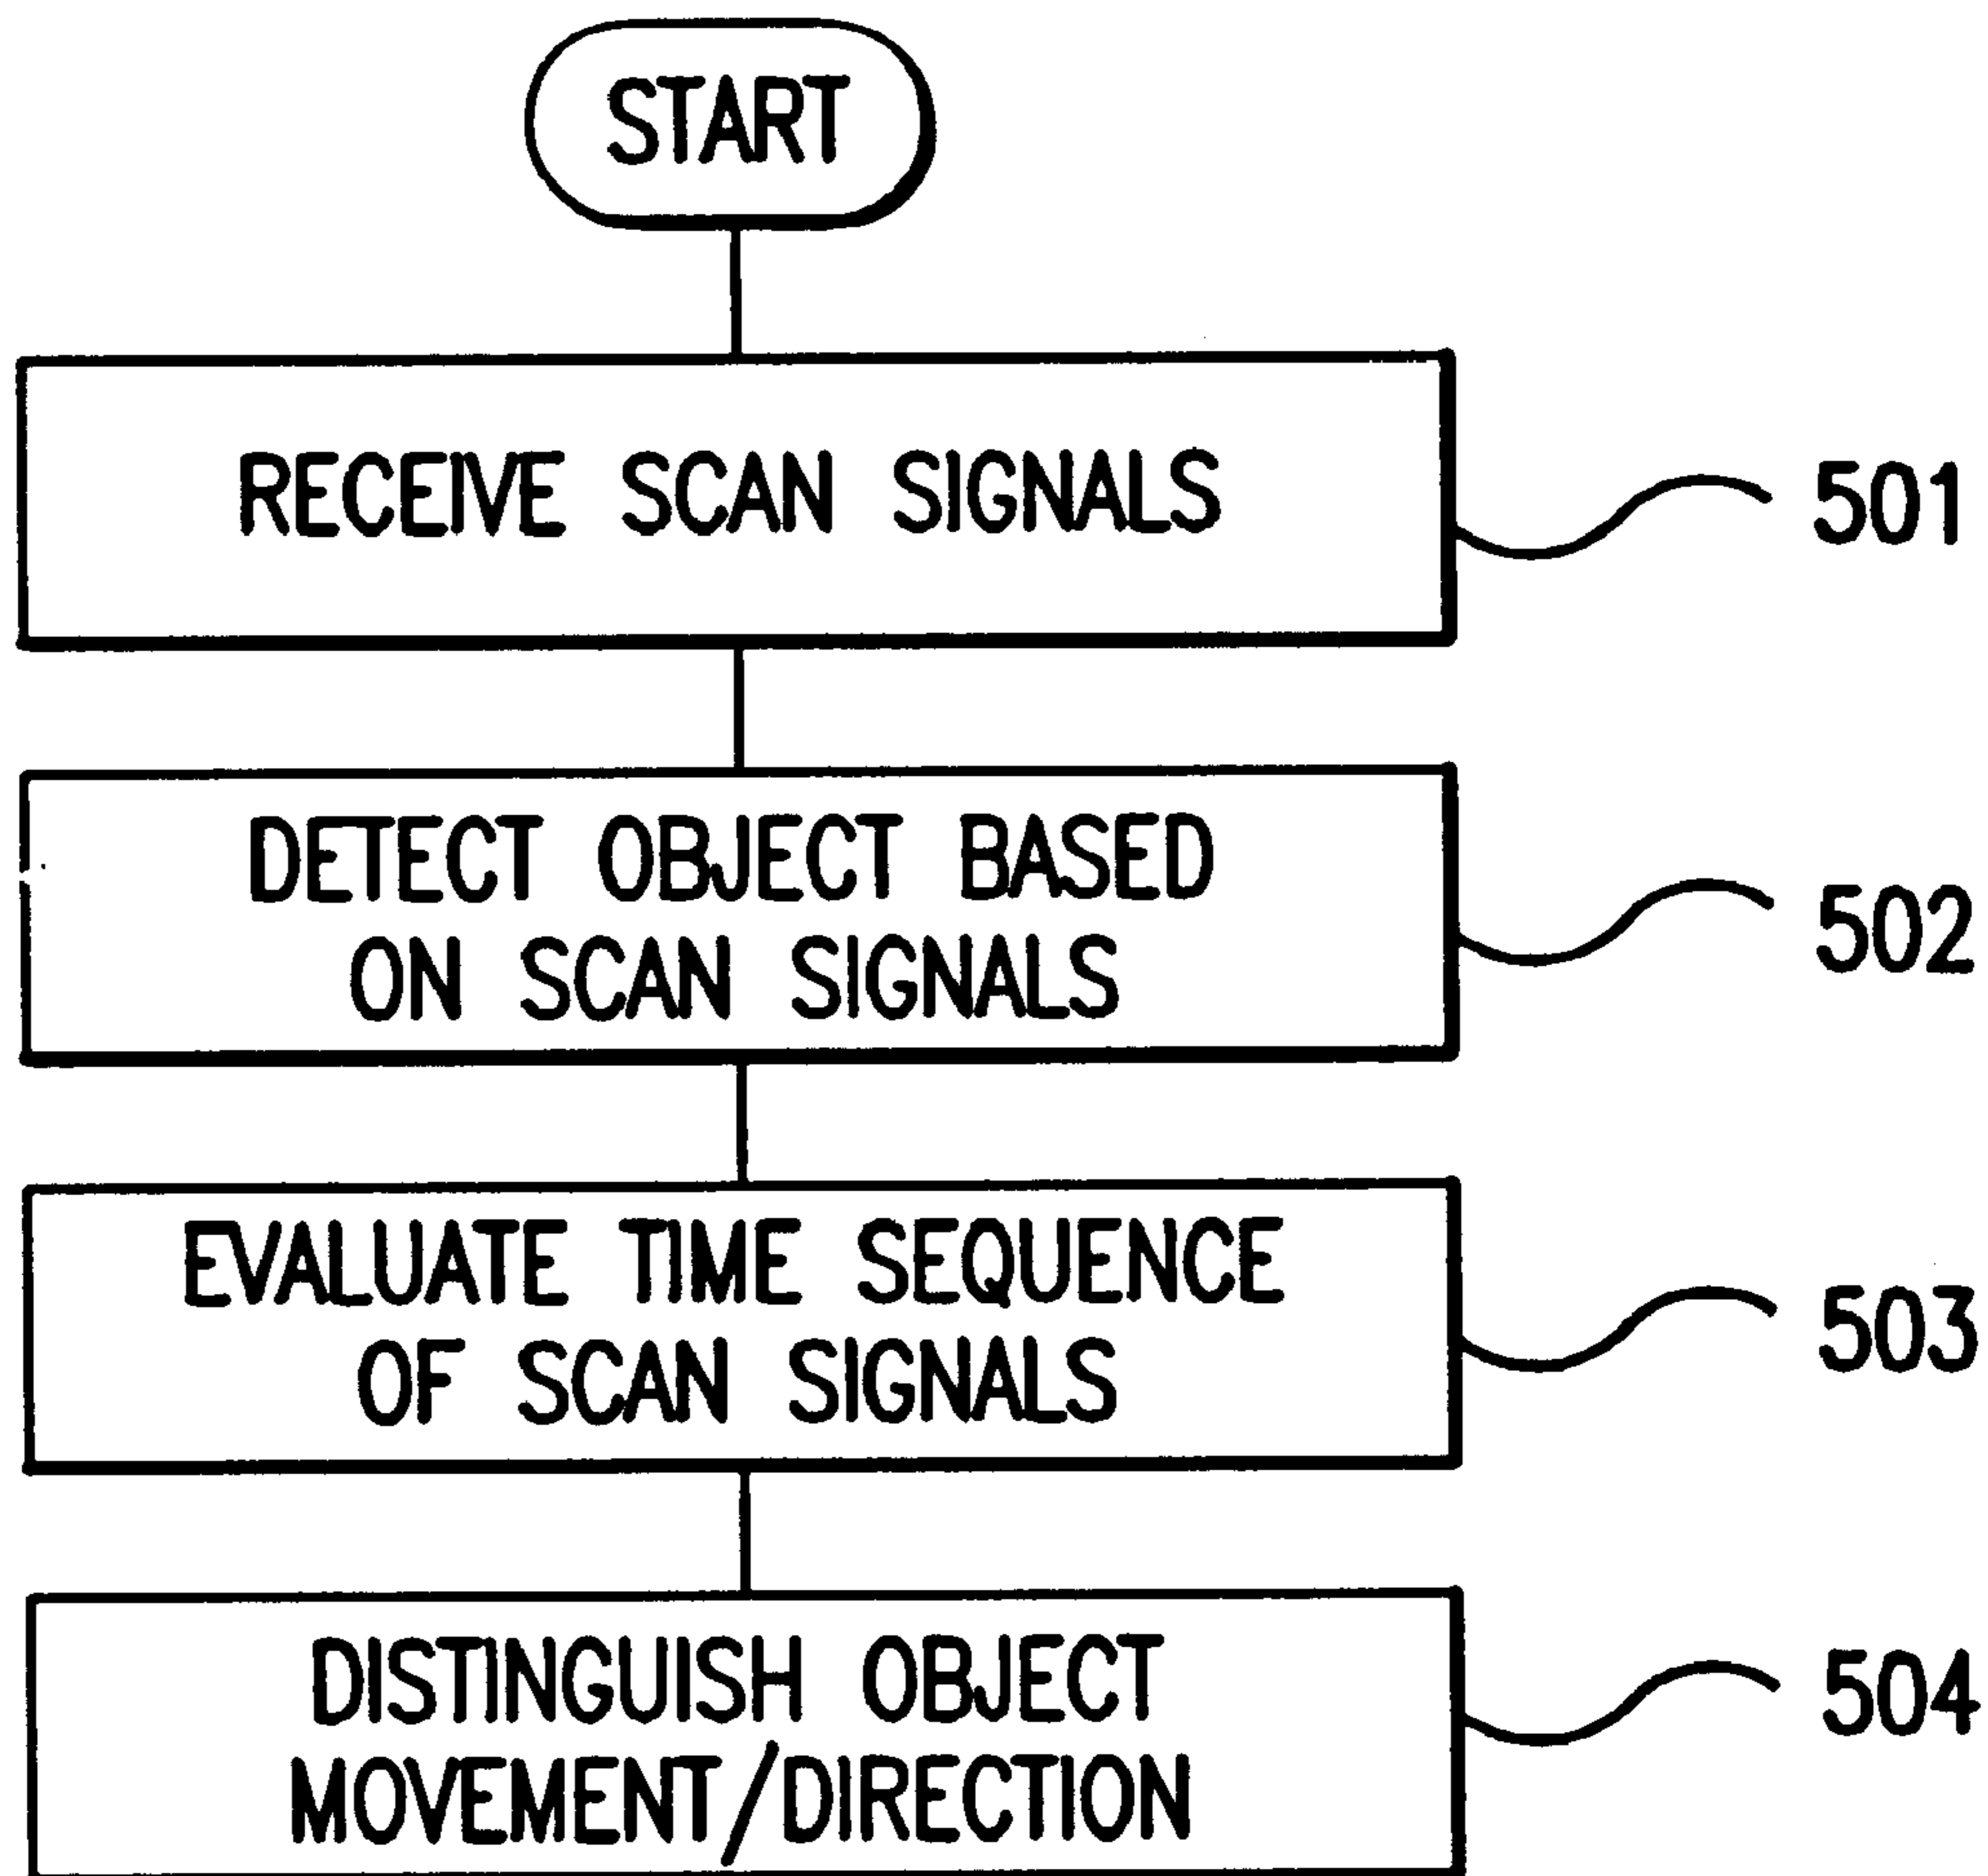 START
RECEIVE SCAN SIGNALS
501
DETECT OBJECT BASED
ON SCAN SIGNALS
502
EVALUATE TIME SEQUENCE
OF SCAN SIGNALS
503
DISTINGUISH OBJECT
MOVEMENT/DIRECTION
504